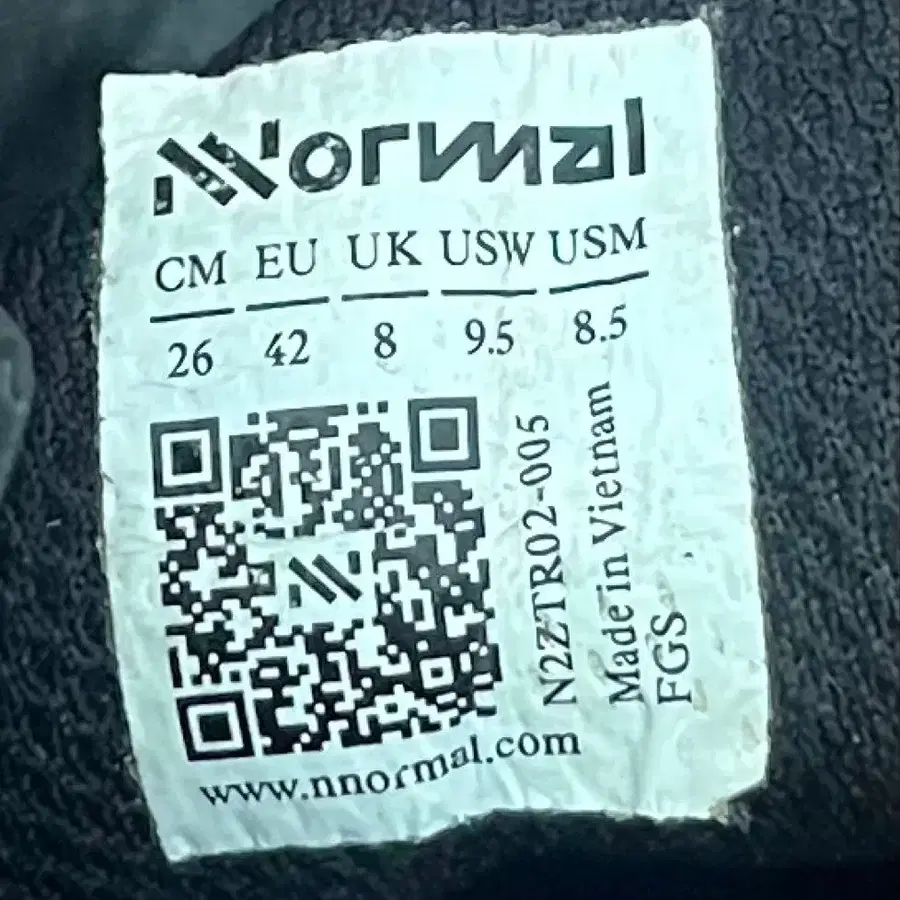 NNormal
CM EU UK USW USM
26 42 8 9.5 8.5
N2ZTR02-005
Made in Vietnam
FGS
www.nnormal.com